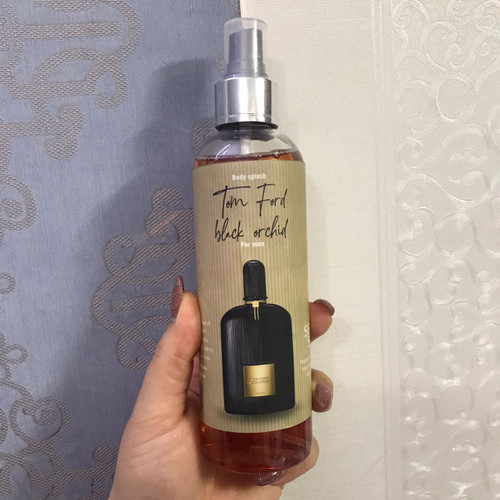 Body splash
Tom Ford
black orchid
For men